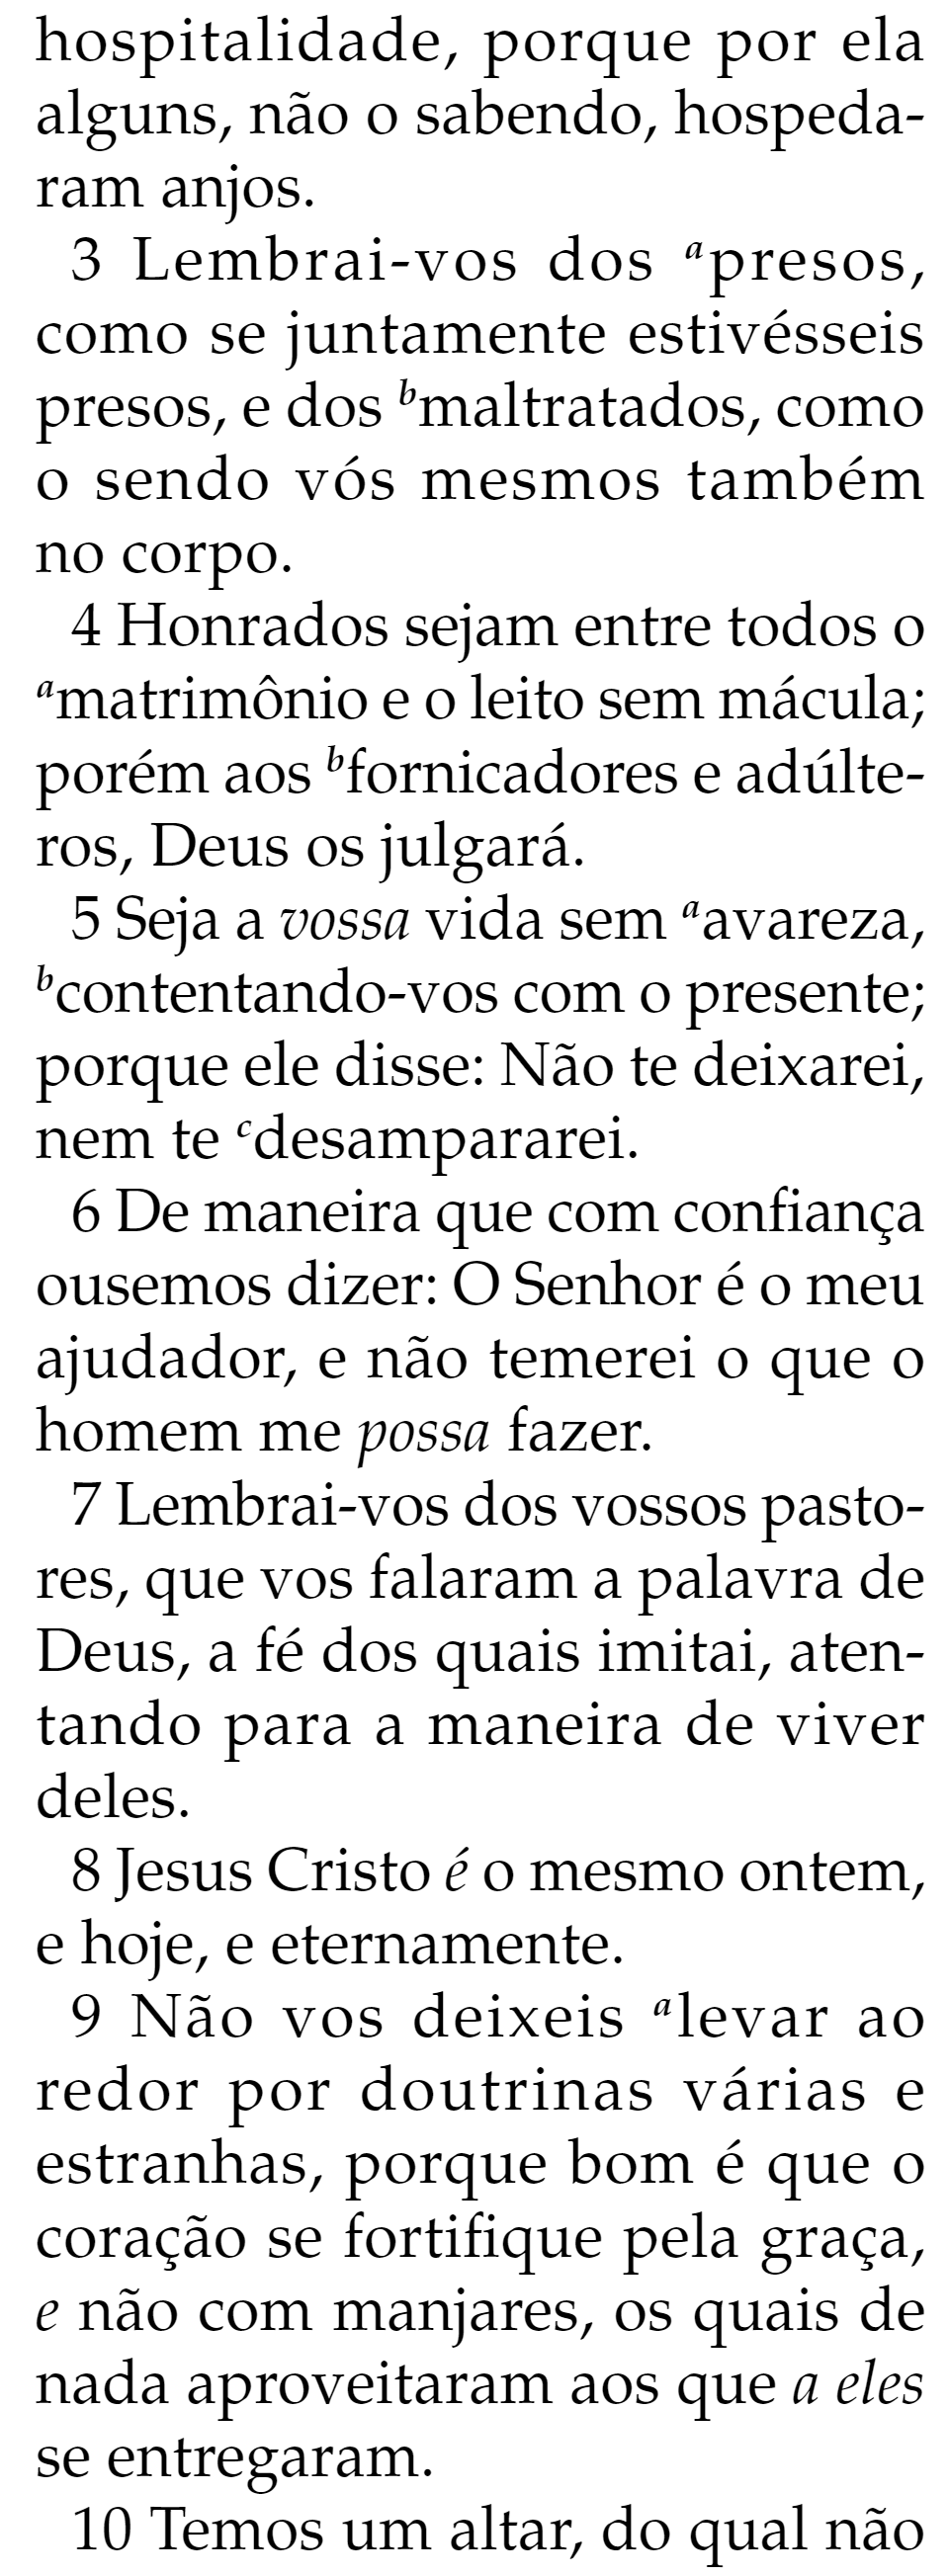 hospitalidade, porque por ela
alguns, não o sabendo, hospeda-
ram anjos.
3 Lembrai-vos dos ᵃpresos,
como se juntamente estivésseis
presos, e dos ᵇmaltratados, como
o sendo vós mesmos também
no corpo.
4 Honrados sejam entre todos o
ᵃmatrimônio e o leito sem mácula;
porém aos ᵇfornicadores e adúlte-
ros, Deus os julgará.
5 Seja a vossa vida sem ᵃavareza,
ᵇcontentando-vos com o presente;
porque ele disse: Não te deixarei,
nem te ᶜdesampararei.
6 De maneira que com confiança
ousemos dizer: O Senhor é o meu
ajudador, e não temerei o que o
homem me possa fazer.
7 Lembrai-vos dos vossos pasto-
res, que vos falaram a palavra de
Deus, a fé dos quais imitai, aten-
tando para a maneira de viver
deles.
8 Jesus Cristo é o mesmo ontem,
e hoje, e eternamente.
9 Não vos deixeis ᵃlevar ao
redor por doutrinas várias e
estranhas, porque bom é que o
coração se fortifique pela graça,
e não com manjares, os quais de
nada aproveitaram aos que a eles
se entregaram.
10 Temos um altar, do qual não